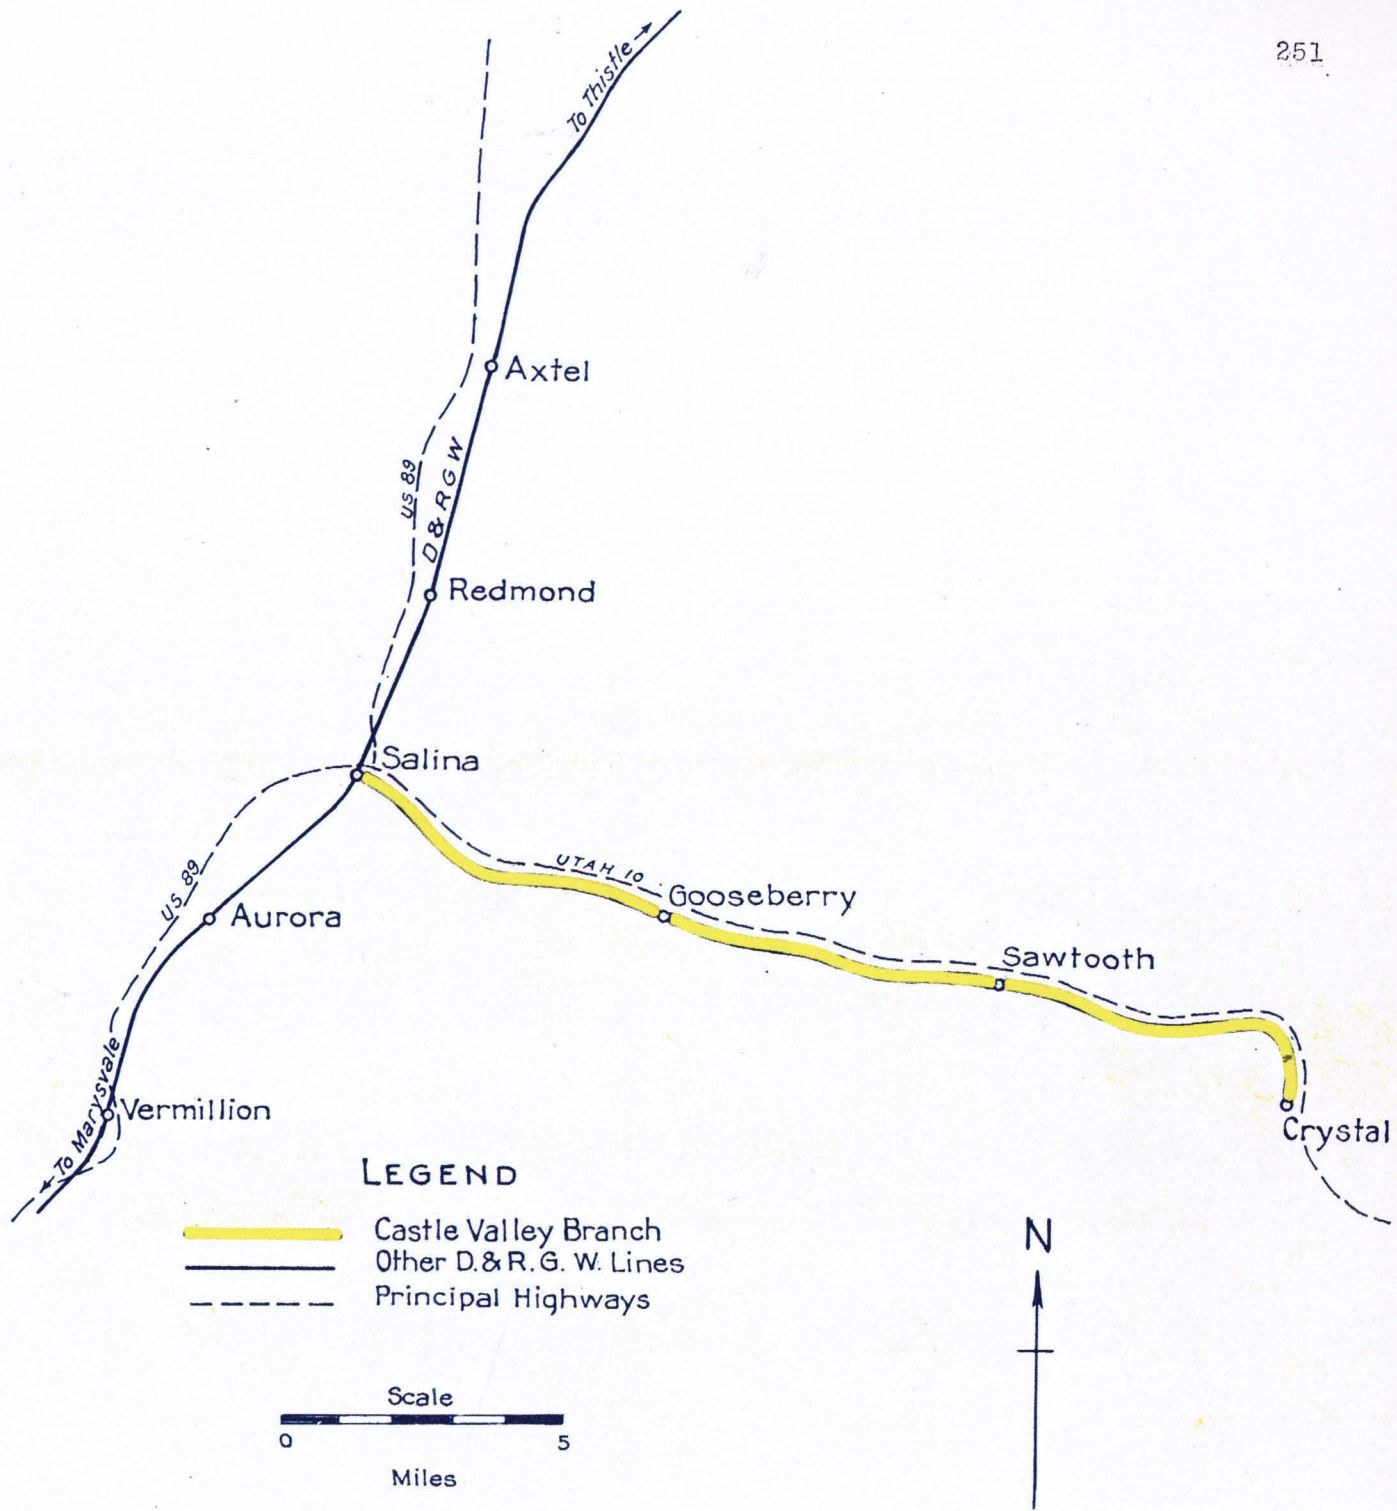 251
To Thistle →
Axtel
US 89
D & R G W
Redmond
Salina
UTAH 10
Gooseberry
US 89
Aurora
Sawtooth
← To Marysvale
Vermillion
Crystal
LEGEND
Castle Valley Branch
Other D.& R. G. W. Lines
Principal Highways
N
Scale
0 5
Miles